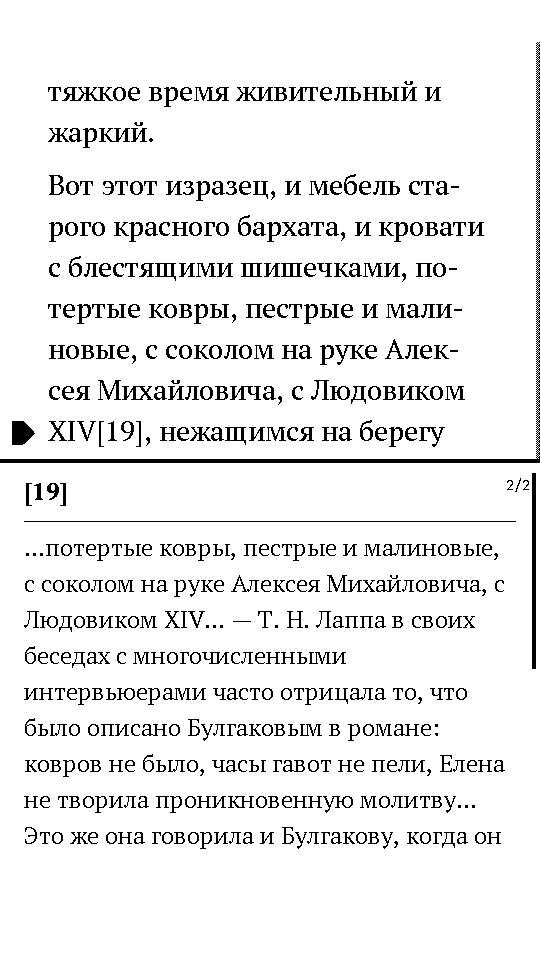 тяжкое время живительный и
жаркий.
Вот этот изразец, и мебель ста-
рого красного бархата, и кровати
с блестящими шишечками, по-
тертые ковры, пестрые и мали-
новые, с соколом на руке Алек-
сея Михайловича, с Людовиком
XIV[19], нежащимся на берегу
[19]
2/2
...потертые ковры, пестрые и малиновые,
с соколом на руке Алексея Михайловича, с
Людовиком XIV... — Т. Н. Лаппа в своих
беседах с многочисленными
интервьюерами часто отрицала то, что
было описано Булгаковым в романе:
ковров не было, часы гавот не пели, Елена
не творила проникновенную молитву...
Это же она говорила и Булгакову, когда он